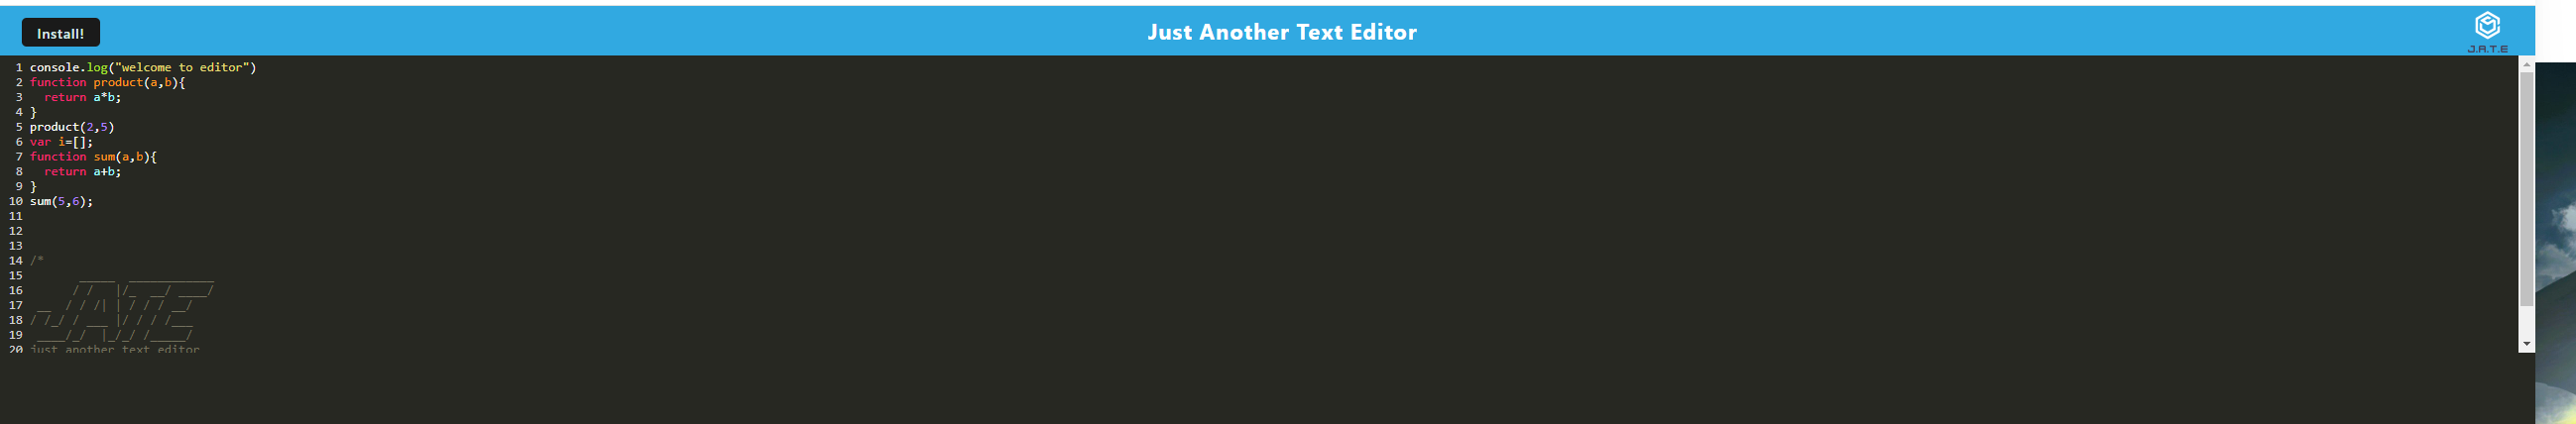 Install!
Just Another Text Editor
J.A.T.E
1 console.log("welcome to editor")
2 function product(a,b){
3   return a*b;
4 }
5 product(2,5)
6 var i=[];
7 function sum(a,b){
8   return a+b;
9 }
10 sum(5,6);
11
12
13
14 /*
15        _____  ____________
16       / /   |/_  __/ ____/
17  __  / / /| | / / / __/
18 / /_/ / ___ |/ / / /___
19  ____/_/  |_/_/ /_____/
20 just another text editor